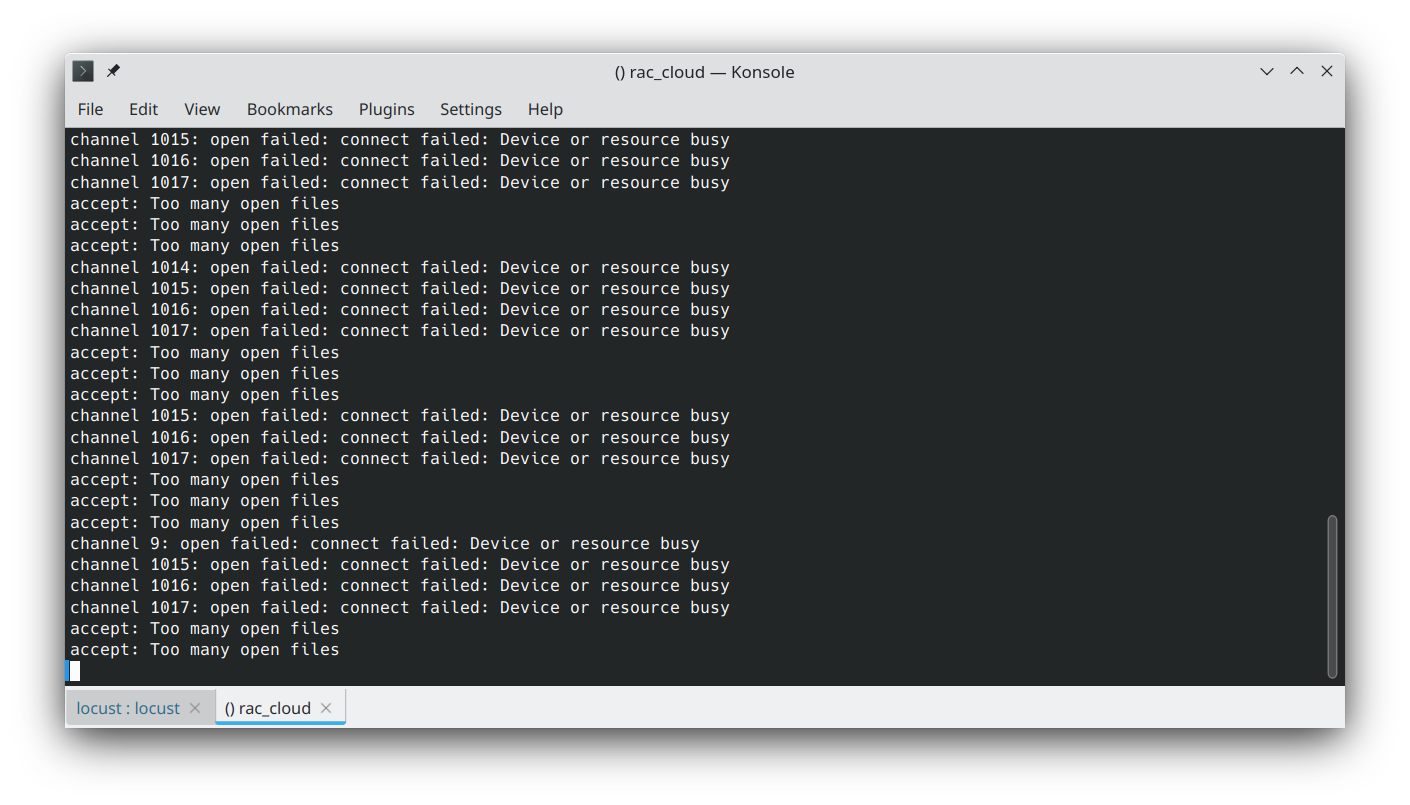 () rac_cloud — Konsole
File Edit View Bookmarks Plugins Settings Help
channel 1015: open failed: connect failed: Device or resource busy
channel 1016: open failed: connect failed: Device or resource busy
channel 1017: open failed: connect failed: Device or resource busy
accept: Too many open files
accept: Too many open files
accept: Too many open files
channel 1014: open failed: connect failed: Device or resource busy
channel 1015: open failed: connect failed: Device or resource busy
channel 1016: open failed: connect failed: Device or resource busy
channel 1017: open failed: connect failed: Device or resource busy
accept: Too many open files
accept: Too many open files
accept: Too many open files
channel 1015: open failed: connect failed: Device or resource busy
channel 1016: open failed: connect failed: Device or resource busy
channel 1017: open failed: connect failed: Device or resource busy
accept: Too many open files
accept: Too many open files
accept: Too many open files
channel 9: open failed: connect failed: Device or resource busy
channel 1015: open failed: connect failed: Device or resource busy
channel 1016: open failed: connect failed: Device or resource busy
channel 1017: open failed: connect failed: Device or resource busy
accept: Too many open files
accept: Too many open files
locust : locust () rac_cloud